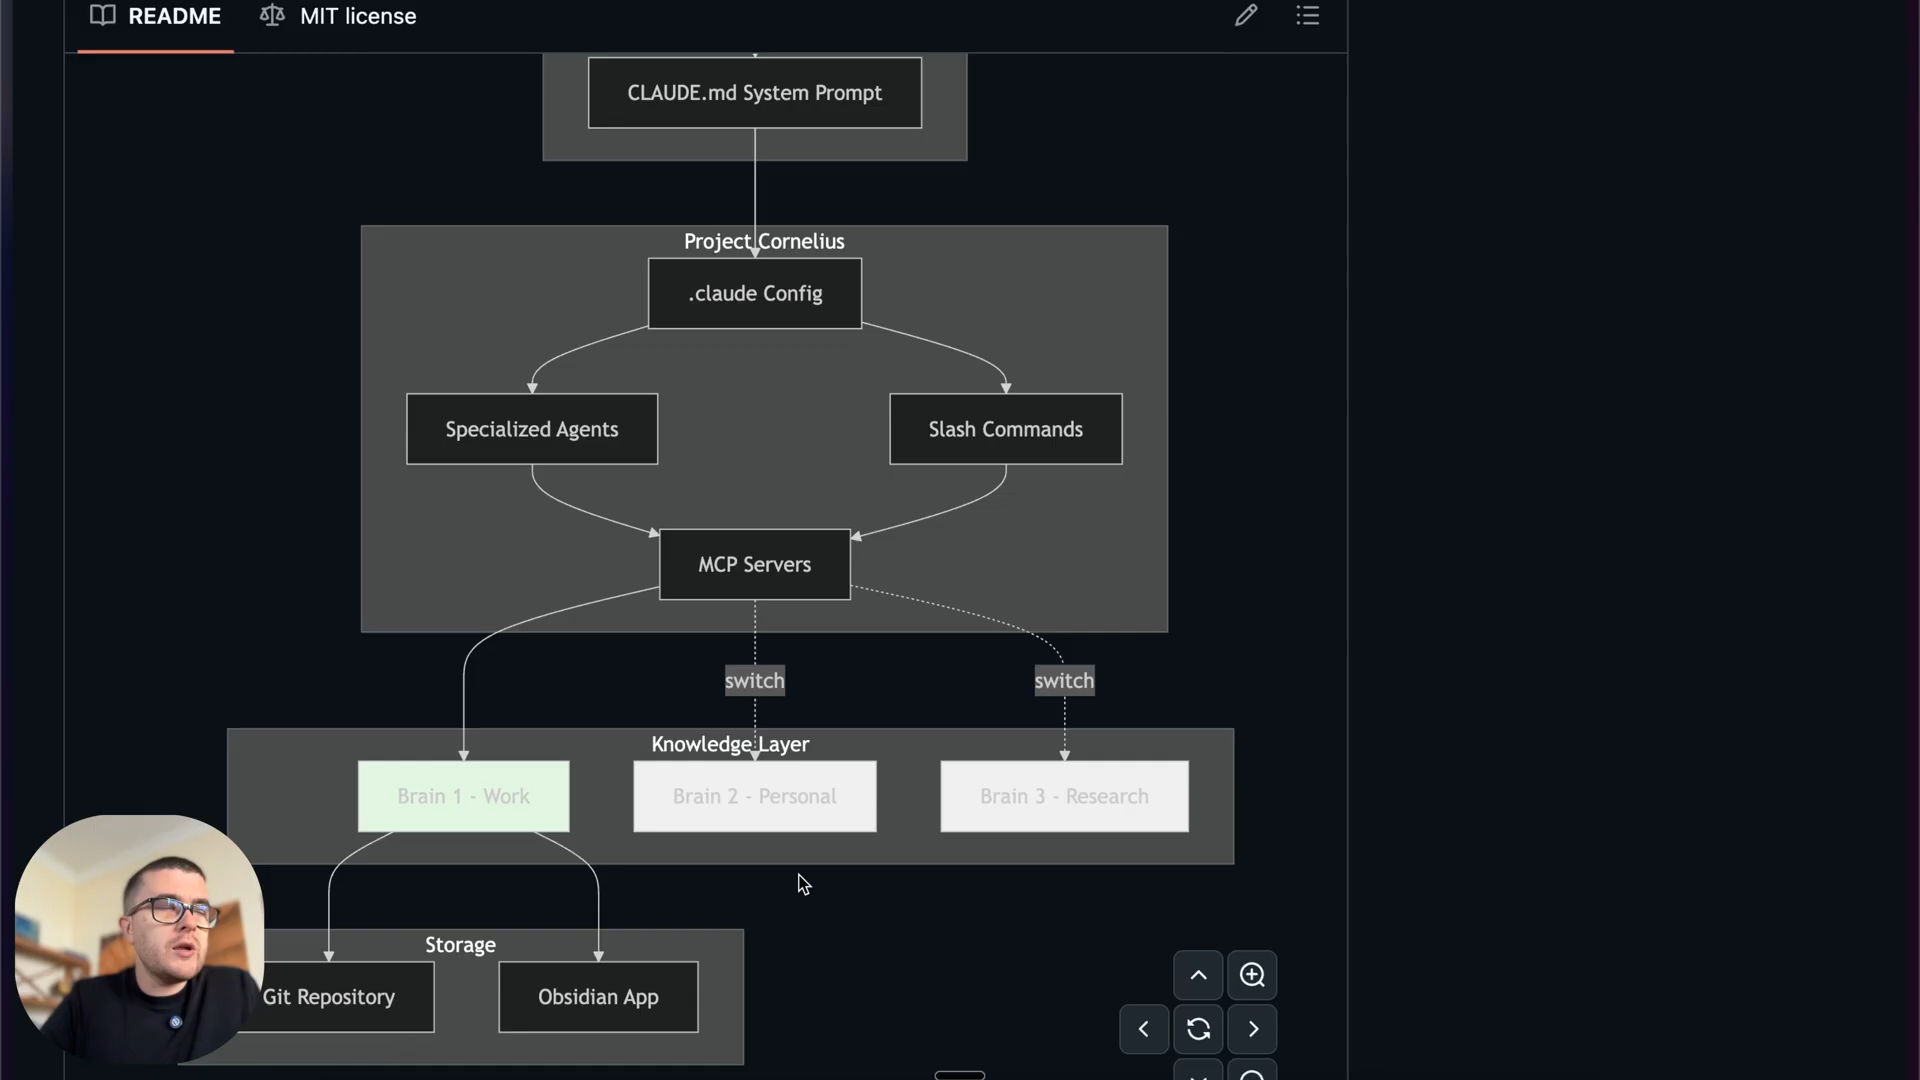 README
MIT license
CLAUDE.md System Prompt
Project Cornelius
.claude Config
Specialized Agents
Slash Commands
MCP Servers
switch
switch
Knowledge Layer
Brain 1 - Work
Brain 2 - Personal
Brain 3 - Research
Storage
Git Repository
Obsidian App